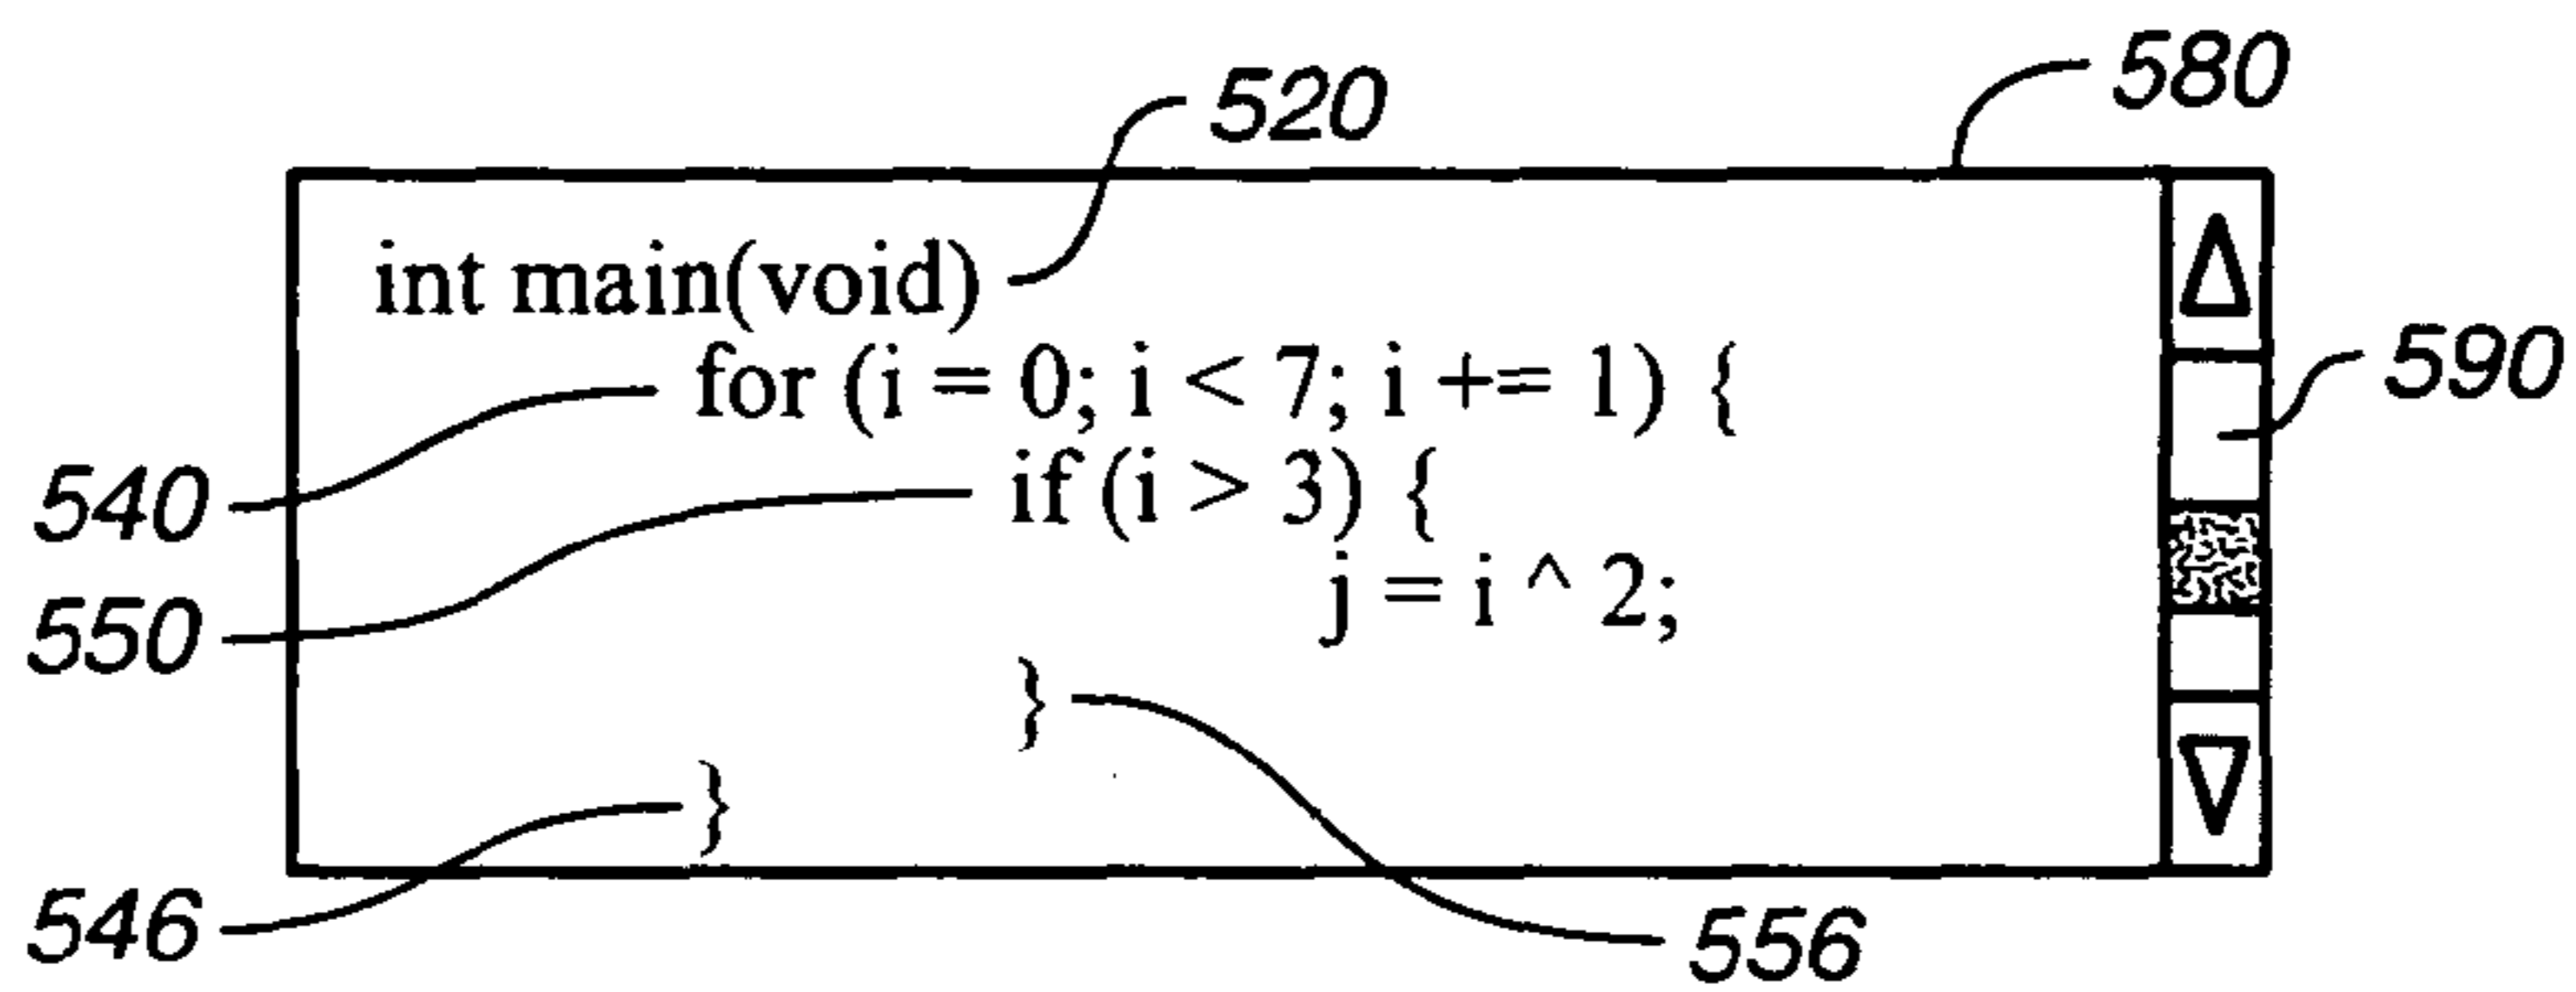 520
580
int main(void)
for (i = 0; i < 7; i += 1) {
590
540
if (i > 3) {
550
j = i ^ 2;
}
}
546
556